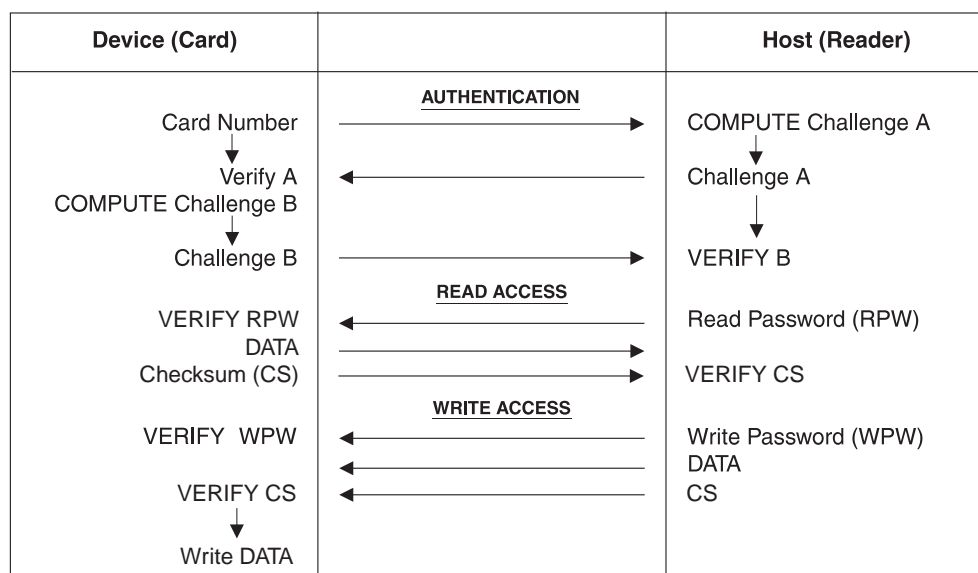 Device (Card) Host (Reader)
AUTHENTICATION
Card Number COMPUTE Challenge A
Verify A Challenge A
COMPUTE Challenge B
Challenge B VERIFY B
READ ACCESS
VERIFY RPW Read Password (RPW)
DATA
Checksum (CS) VERIFY CS
WRITE ACCESS
VERIFY WPW Write Password (WPW)
DATA
VERIFY CS CS
Write DATA